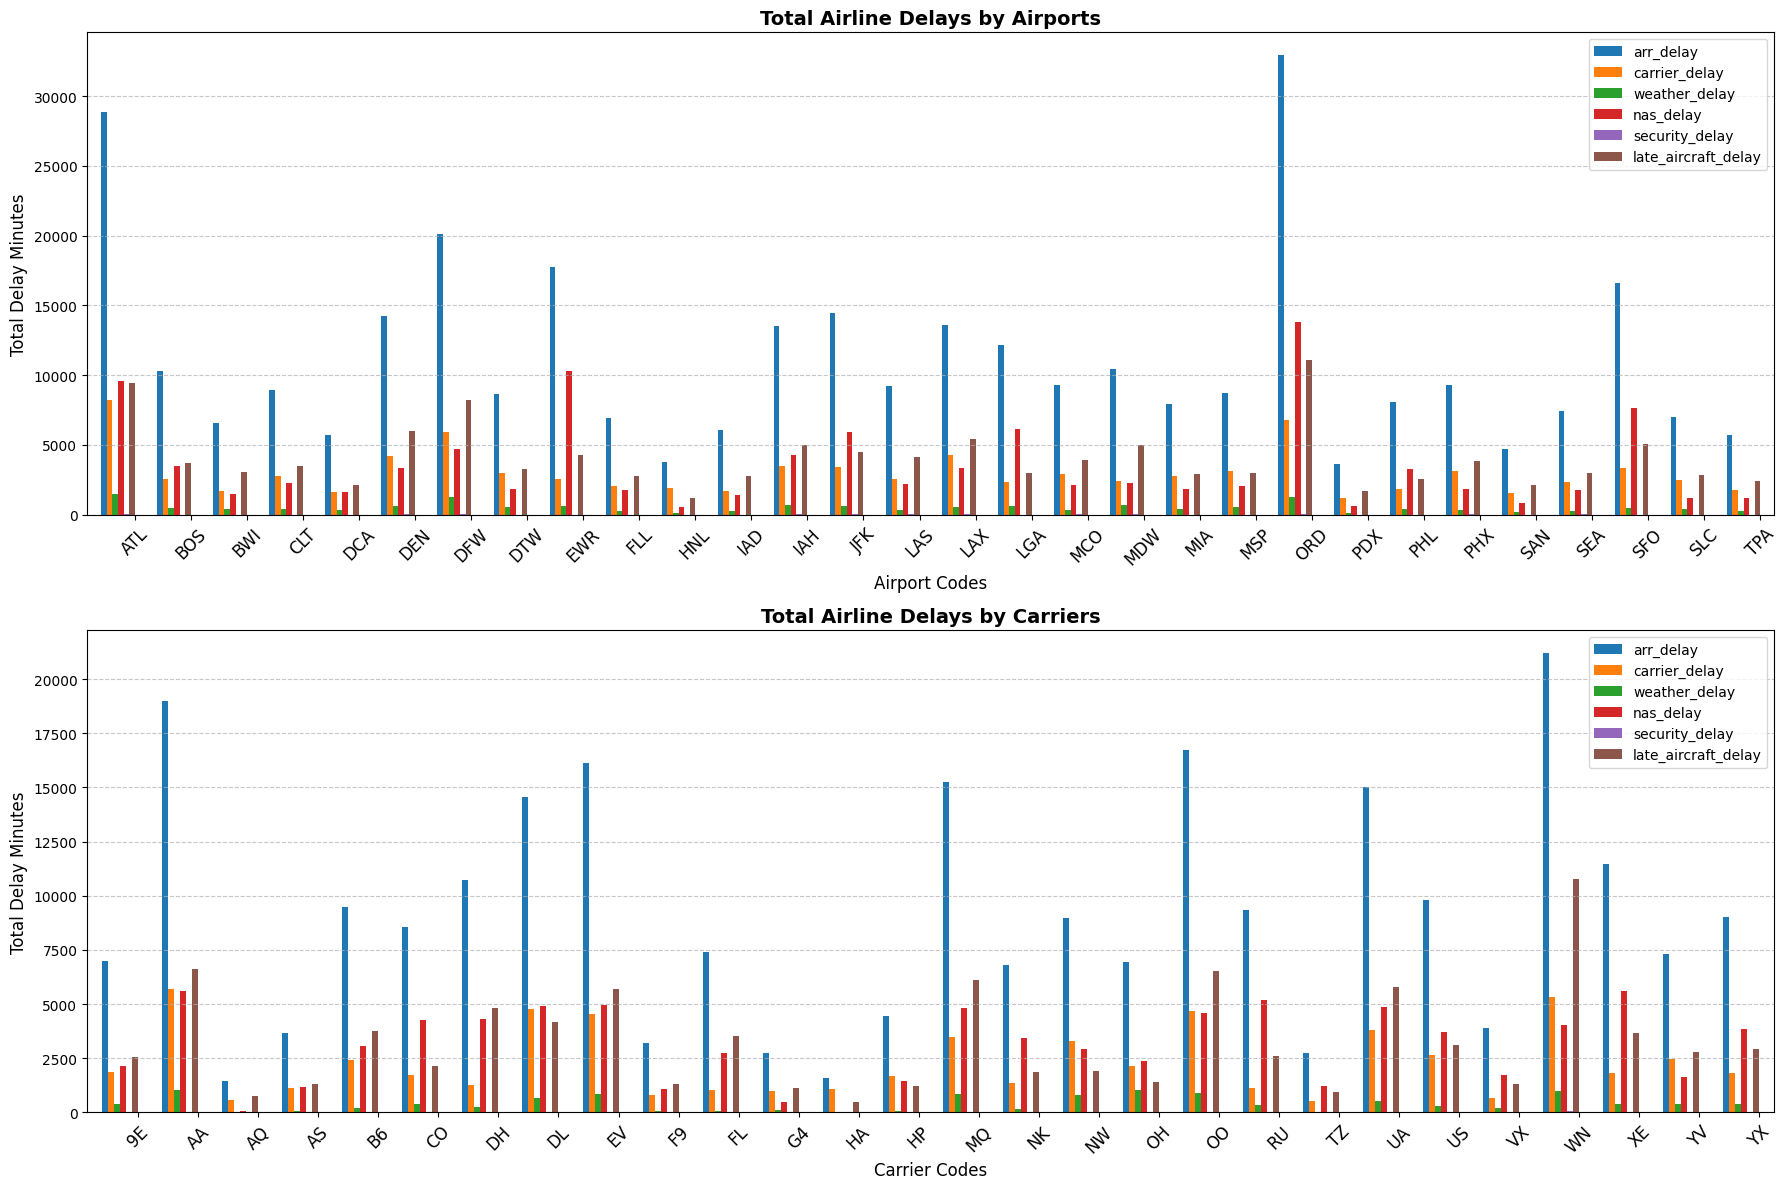 Total Airline Delays by Airports
Total Delay Minutes
30000
25000
20000
15000
10000
5000
0
arr_delay
carrier_delay
weather_delay
nas_delay
security_delay
late_aircraft_delay
ATL BOS BWI CLT DCA DEN DFW DTW EWR FLL HNL IAD IAH JFK LAS LAX LGA MCO MDW MIA MSP ORD PDX PHL PHX SAN SEA SFO SLC TPA
Airport Codes
Total Airline Delays by Carriers
Total Delay Minutes
20000
17500
15000
12500
10000
7500
5000
2500
0
arr_delay
carrier_delay
weather_delay
nas_delay
security_delay
late_aircraft_delay
9E AA AQ AS B6 CO DH DL EV F9 FL G4 HA HP MQ NK NW OH OO RU TZ UA US VX WN XE YV YX
Carrier Codes